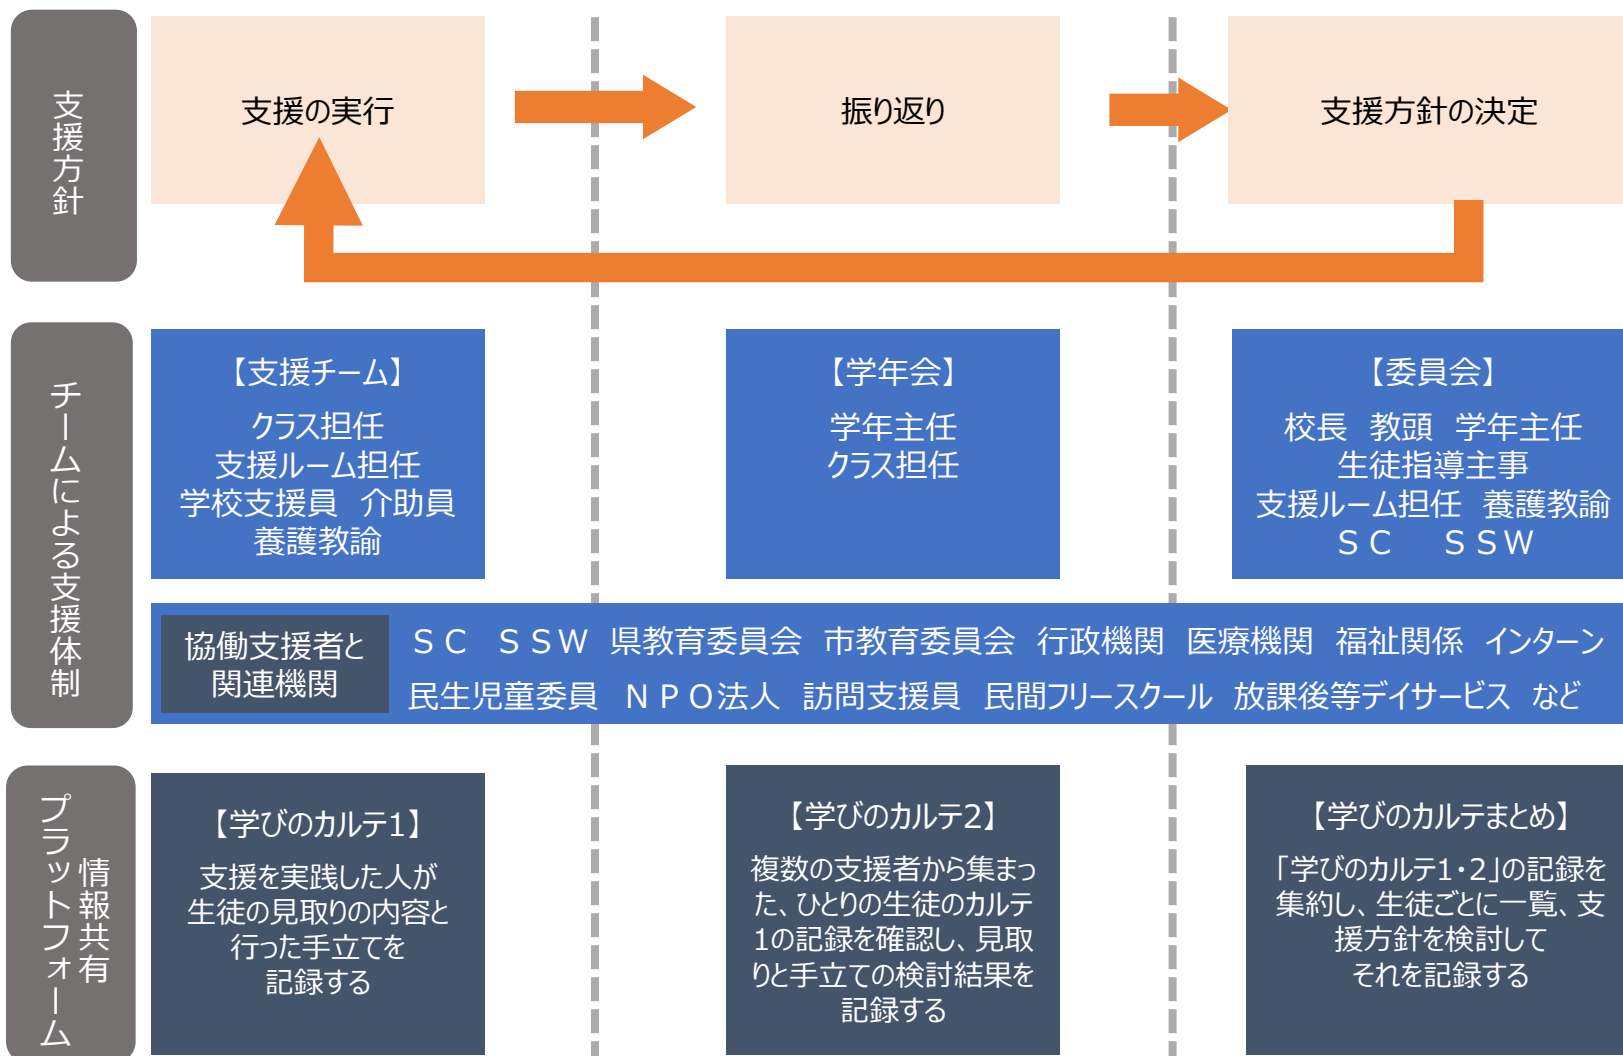 支援方針
支援の実行
振り返り
支援方針の決定
チームによる支援体制
【支援チーム】
クラス担任
支援ルーム担任
学校支援員　介助員
養護教諭
【学年会】
学年主任
クラス担任
【委員会】
校長　教頭　学年主任
生徒指導主事
支援ルーム担任　養護教諭
ＳＣ　ＳＳＷ
協働支援者と
関連機関
ＳＣ　ＳＳＷ　県教育委員会　市教育委員会　行政機関　医療機関　福祉関係　インターン
民生児童委員　ＮＰＯ法人　訪問支援員　民間フリースクール　放課後等デイサービス　など
情報共有
プラットフォーム
【学びのカルテ1】
支援を実践した人が
生徒の見取りの内容と
行った手立てを
記録する
【学びのカルテ2】
複数の支援者から集まっ
た、ひとりの生徒のカルテ
1の記録を確認し、見取
りと手立ての検討結果を
記録する
【学びのカルテまとめ】
「学びのカルテ1・2」の記録を
集約し、生徒ごとに一覧、支
援方針を検討して
それを記録する